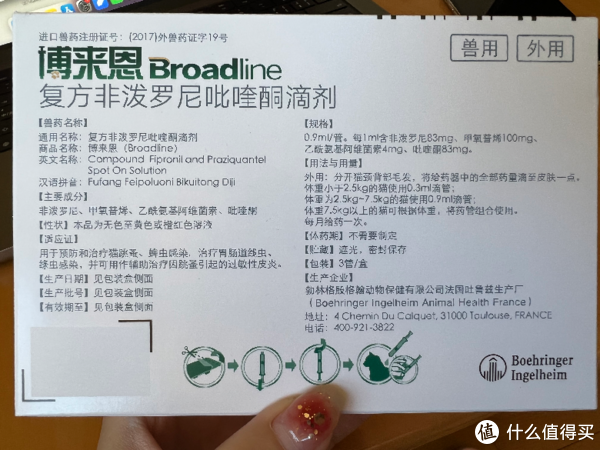 进口兽药注册证号：(2017)外兽药证字19号
兽用
外用
博来恩 Broadline
复方非泼罗尼吡喹酮滴剂
【兽药名称】
通用名称：复方非泼罗尼吡喹酮滴剂
商品名称：博来恩（Broadline）
英文名称：Compound Fipronil and Praziquantel
Spot On Solution
汉语拼音：Fufang Feipoluoni Bikuitong Diji
【主要成分】
非泼罗尼、甲氧普烯、乙酰氨基阿维菌素、吡喹酮
【性状】本品为无色至黄色或橙红色溶液
【适应证】
用于预防和治疗猫跳蚤、蜱虫感染，治疗胃肠道线虫、
绦虫感染，并可用作辅助治疗因跳蚤引起的过敏性皮炎。
【生产日期】见包装盒侧面
【生产批号】见包装盒侧面
【有效期至】见包装盒侧面
【规格】
0.9ml/管。每1ml含非泼罗尼83mg、甲氧普烯100mg、
乙酰氨基阿维菌素4mg、吡喹酮83mg。
【用法与用量】
外用：分开猫颈背部毛发，将给药器中的全部药量滴至皮肤一点。
体重小于2.5kg的猫使用0.3ml滴管；
体重为2.5kg~7.5kg的猫使用0.9ml滴管；
体重7.5kg以上的猫可根据体重，将药管组合使用。
每月给药一次。
【休药期】不需要制定
【贮藏】遮光，密封保存
【包装】3管/盒
【生产企业】
勃林格殷格翰动物保健有限公司法国吐鲁兹生产厂
（Boehringer Ingelheim Animal Health France）
地址：4 Chemin Du Calquet, 31000 Toulouse, FRANCE
电话：400-921-3822
Boehringer
Ingelheim
值 什么值得买